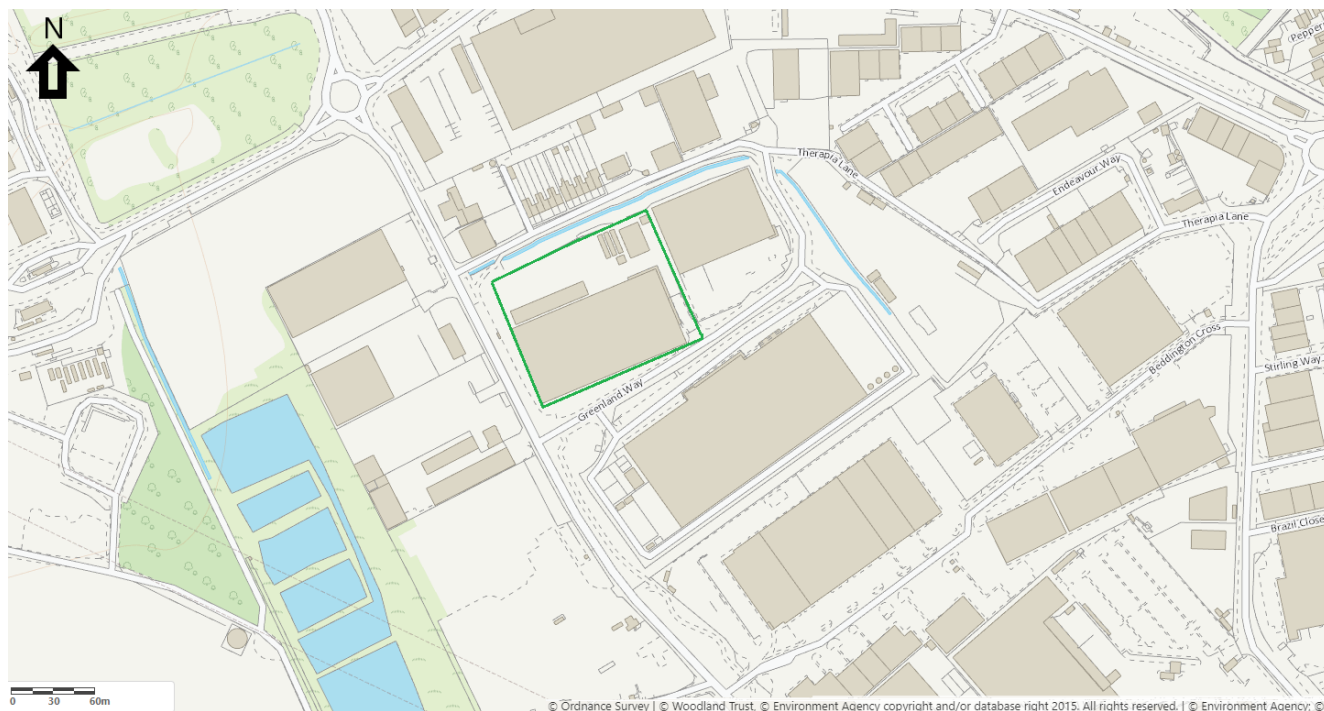 N
Pepper
Therapia Lane
Endeavour Way
Therapia Lane
Beddington Cross
Stirling Way
Greenland Way
Brazil Close
0 30 60m
© Ordnance Survey | © Woodland Trust, © Environment Agency copyright and/or database right 2015. All rights reserved. | © Environment Agency; ©